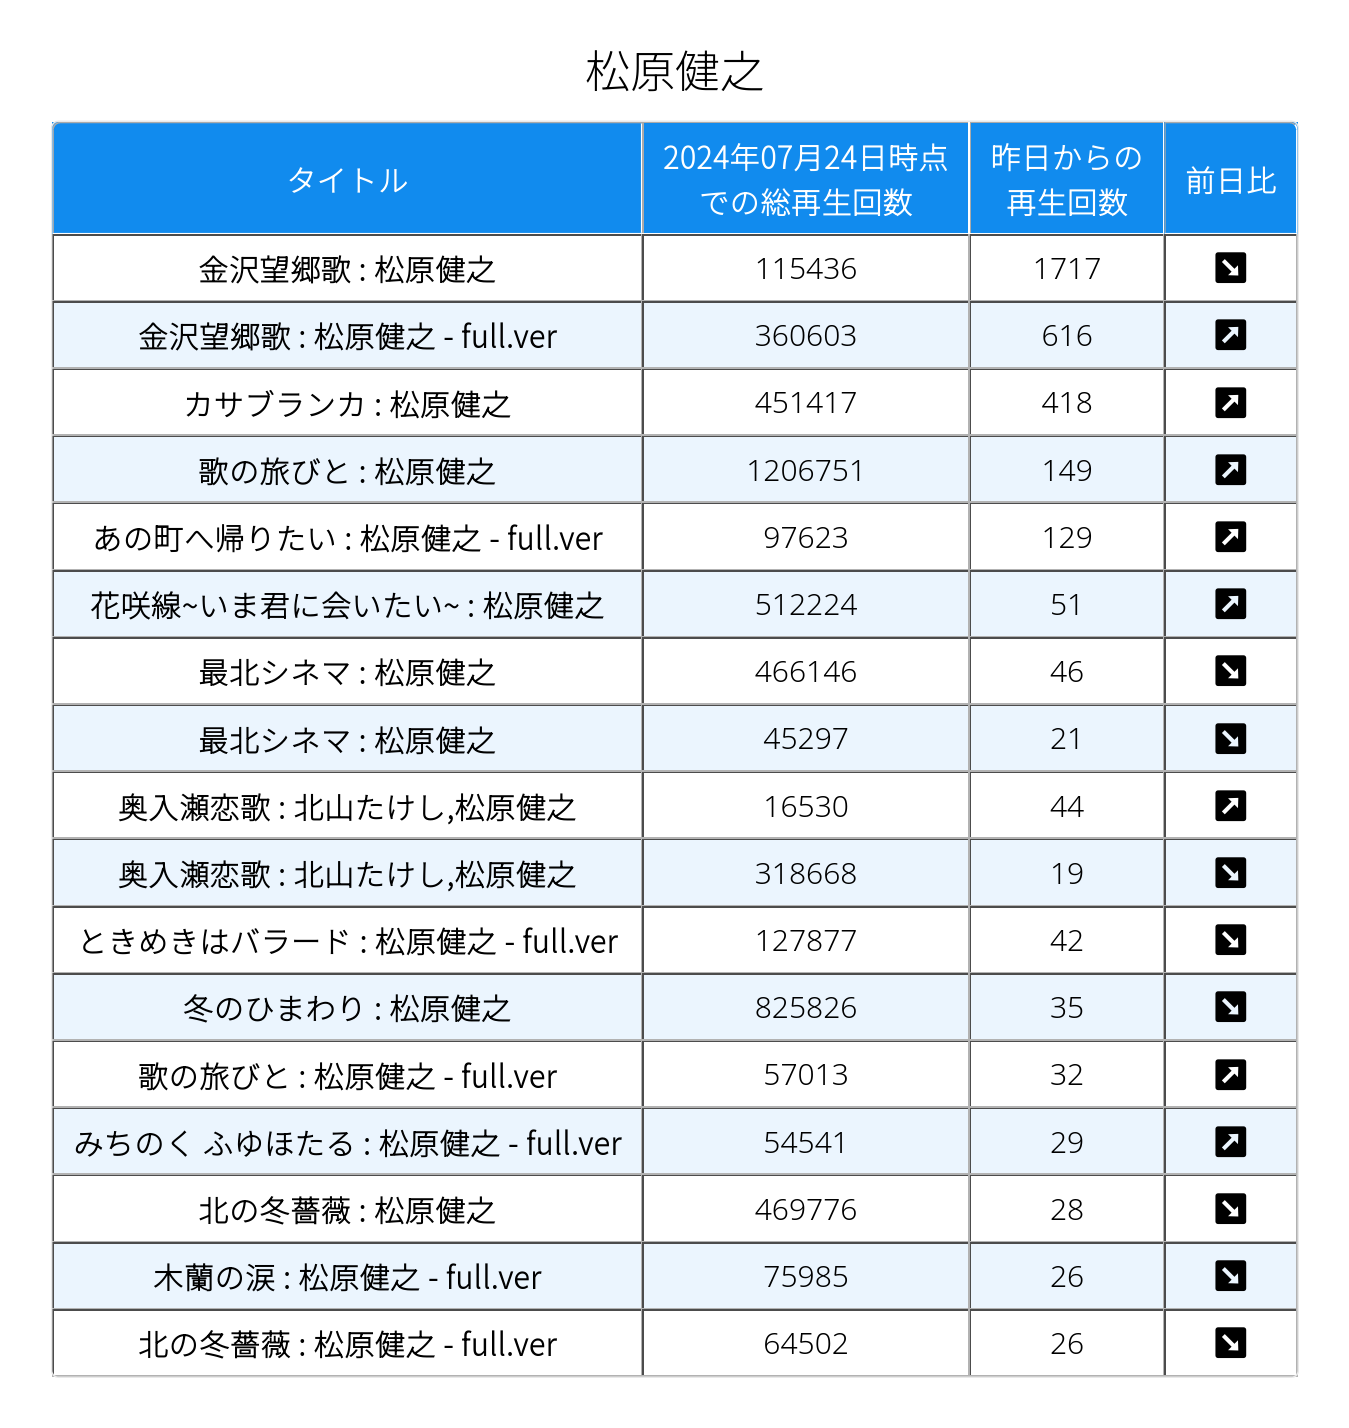 松原健之
タイトル
2024年07月24日時点
での総再生回数
昨日からの
再生回数
前日比
金沢望郷歌 : 松原健之 115436 1717 ↘
金沢望郷歌 : 松原健之 - full.ver 360603 616 ↗
カサブランカ : 松原健之 451417 418 ↗
歌の旅びと : 松原健之 1206751 149 ↗
あの町へ帰りたい : 松原健之 - full.ver 97623 129 ↗
花咲線~いま君に会いたい~ : 松原健之 512224 51 ↗
最北シネマ : 松原健之 466146 46 ↘
最北シネマ : 松原健之 45297 21 ↘
奥入瀬恋歌 : 北山たけし,松原健之 16530 44 ↗
奥入瀬恋歌 : 北山たけし,松原健之 318668 19 ↘
ときめきはバラード : 松原健之 - full.ver 127877 42 ↘
冬のひまわり : 松原健之 825826 35 ↘
歌の旅びと : 松原健之 - full.ver 57013 32 ↗
みちのく ふゆほたる : 松原健之 - full.ver 54541 29 ↗
北の冬薔薇 : 松原健之 469776 28 ↘
木蘭の涙 : 松原健之 - full.ver 75985 26 ↘
北の冬薔薇 : 松原健之 - full.ver 64502 26 ↘